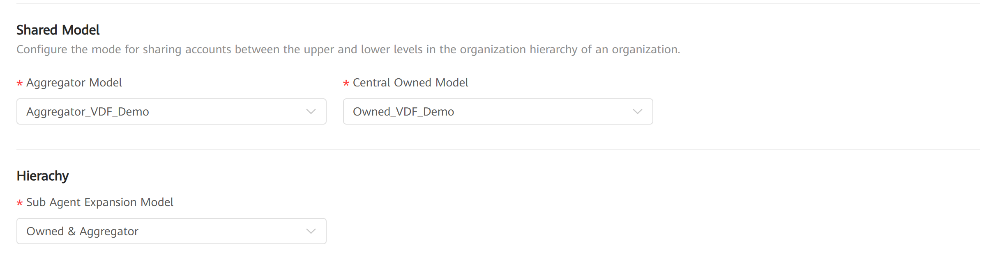 Shared Model
Configure the mode for sharing accounts between the upper and lower levels in the organization hierarchy of an organization.
* Aggregator Model
* Central Owned Model
Aggregator_VDF_Demo
Owned_VDF_Demo
Hierachy
* Sub Agent Expansion Model
Owned & Aggregator